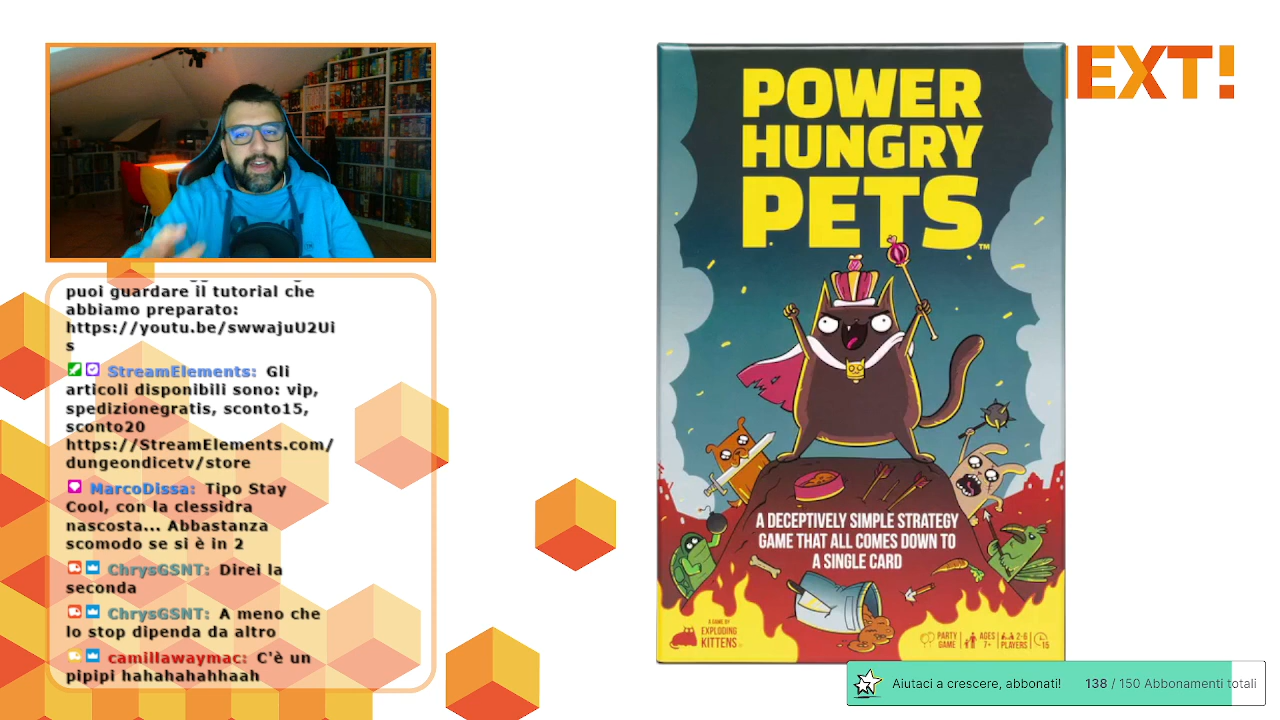 puoi guardare il tutorial che
abbiamo preparato:
https://youtu.be/swwajuU2Ui
s
StreamElements: Gli
articoli disponibili sono: vip,
spedizionegratis, sconto15,
sconto20
https://StreamElements.com/
dungeondicetv/store
MarcoDissa: Tipo Stay
Cool, con la clessidra
nascosta... Abbastanza
scomodo se si è in 2
ChrysGSNT: Direi la
seconda
ChrysGSNT: A meno che
lo stop dipenda da altro
camillawaymac: C'è un
pipipi hahahahahhaah
EXT!
POWER
HUNGRY
PETS™
A DECEPTIVELY SIMPLE STRATEGY
GAME THAT ALL COMES DOWN TO
A SINGLE CARD
A GAME BY
EXPLODING
KITTENS
PARTY
GAME
AGES
7+
2-6
PLAYERS
15
Aiutaci a crescere, abbonati! 138 / 150 Abbonamenti totali